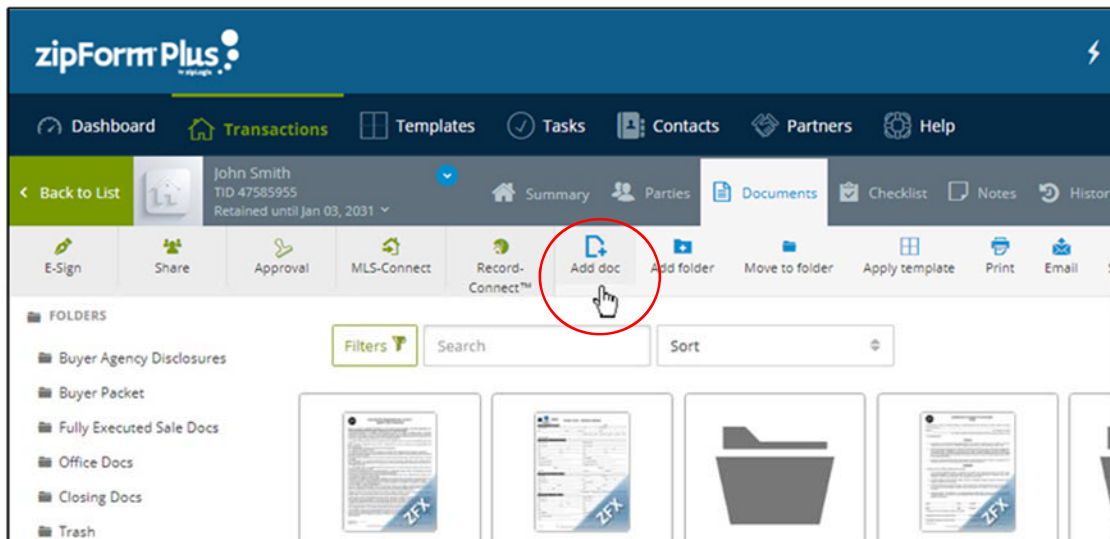 zipForm Plus
by zipLogix
Dashboard
Transactions
Templates
Tasks
Contacts
Partners
Help
Back to List
John Smith
TID 47585955
Retained until Jan 03, 2031
Summary
Parties
Documents
Checklist
Notes
Histor
E-Sign
Share
Approval
MLS-Connect
Record-
Connect™
Add doc
Add folder
Move to folder
Apply template
Print
Email
FOLDERS
Filters
Search
Sort
Buyer Agency Disclosures
Buyer Packet
Fully Executed Sale Docs
Office Docs
Closing Docs
Trash
ZFX
ZFX
ZFX